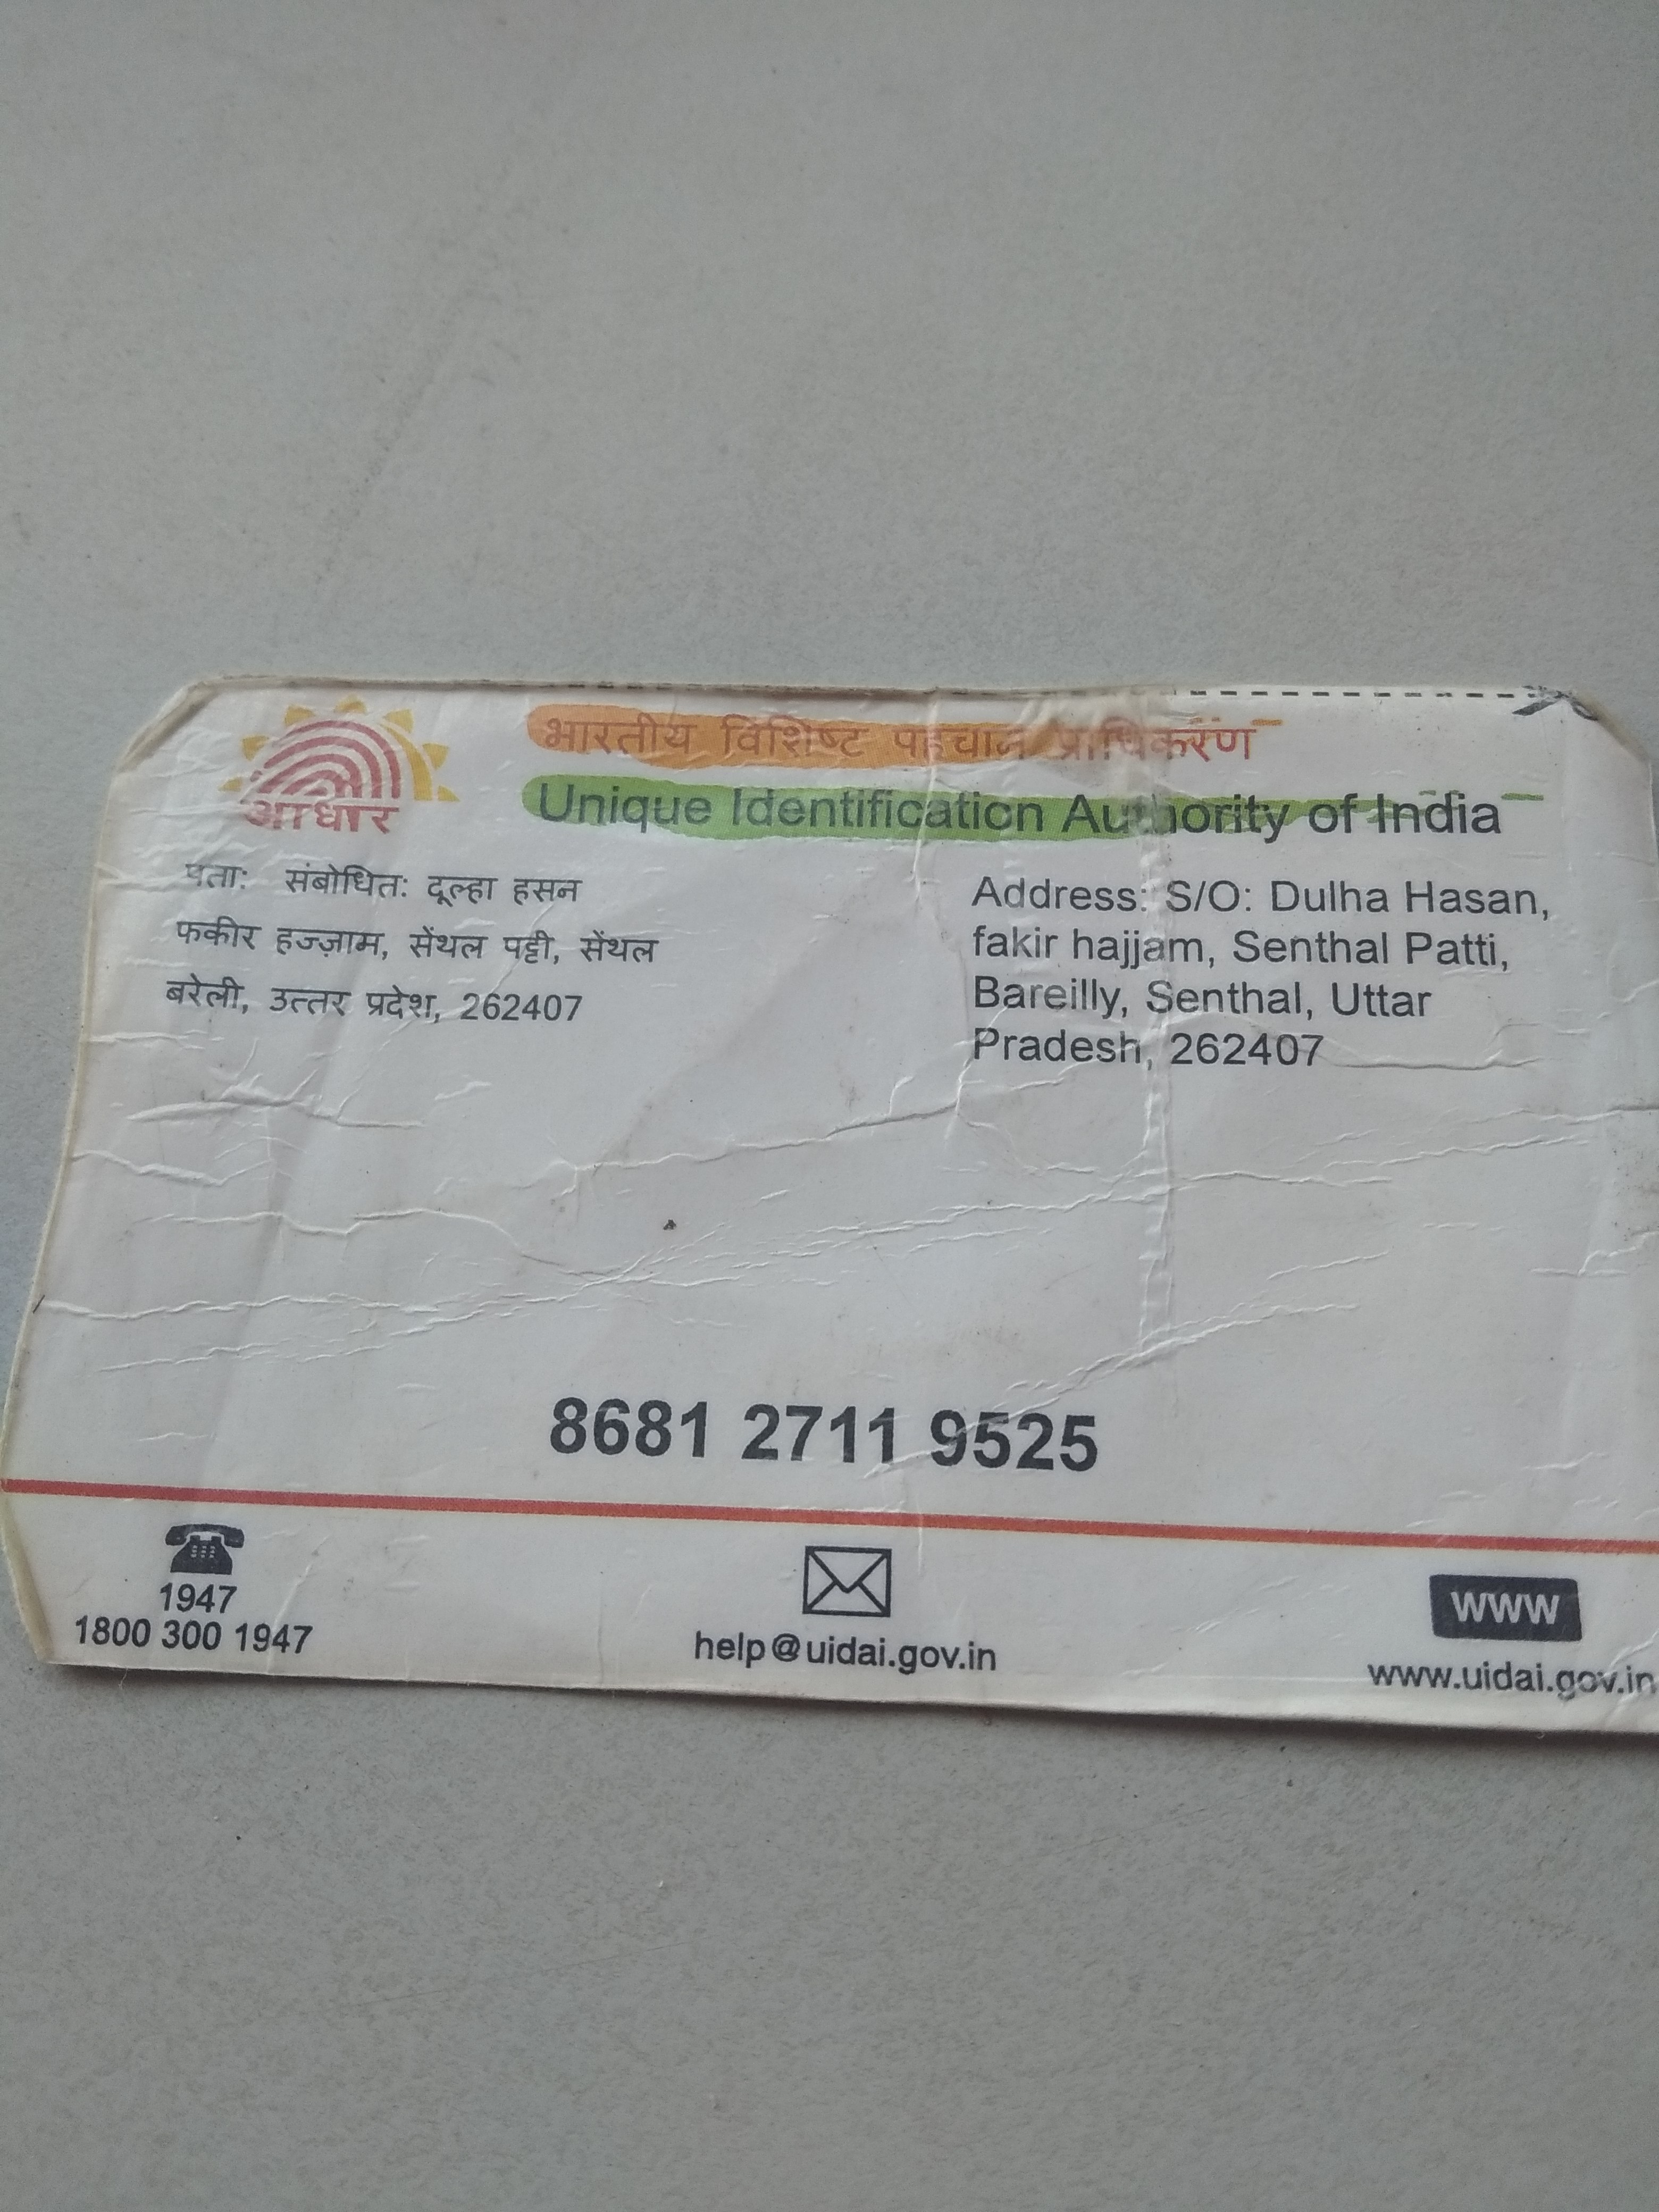 आधार
भारतीय विशिष्ट पहचान प्राधिकरण
Unique Identification Authority of India
पता: संबोधित: दूल्हा हसन
फकीर हज्ज़ाम, सेंथल पट्टी, सेंथल
बरेली, उत्तर प्रदेश, 262407
Address: S/O: Dulha Hasan,
fakir hajjam, Senthal Patti,
Bareilly, Senthal, Uttar
Pradesh, 262407
8681 2711 9525
1947
1800 300 1947
help@uidai.gov.in
WWW
www.uidai.gov.in